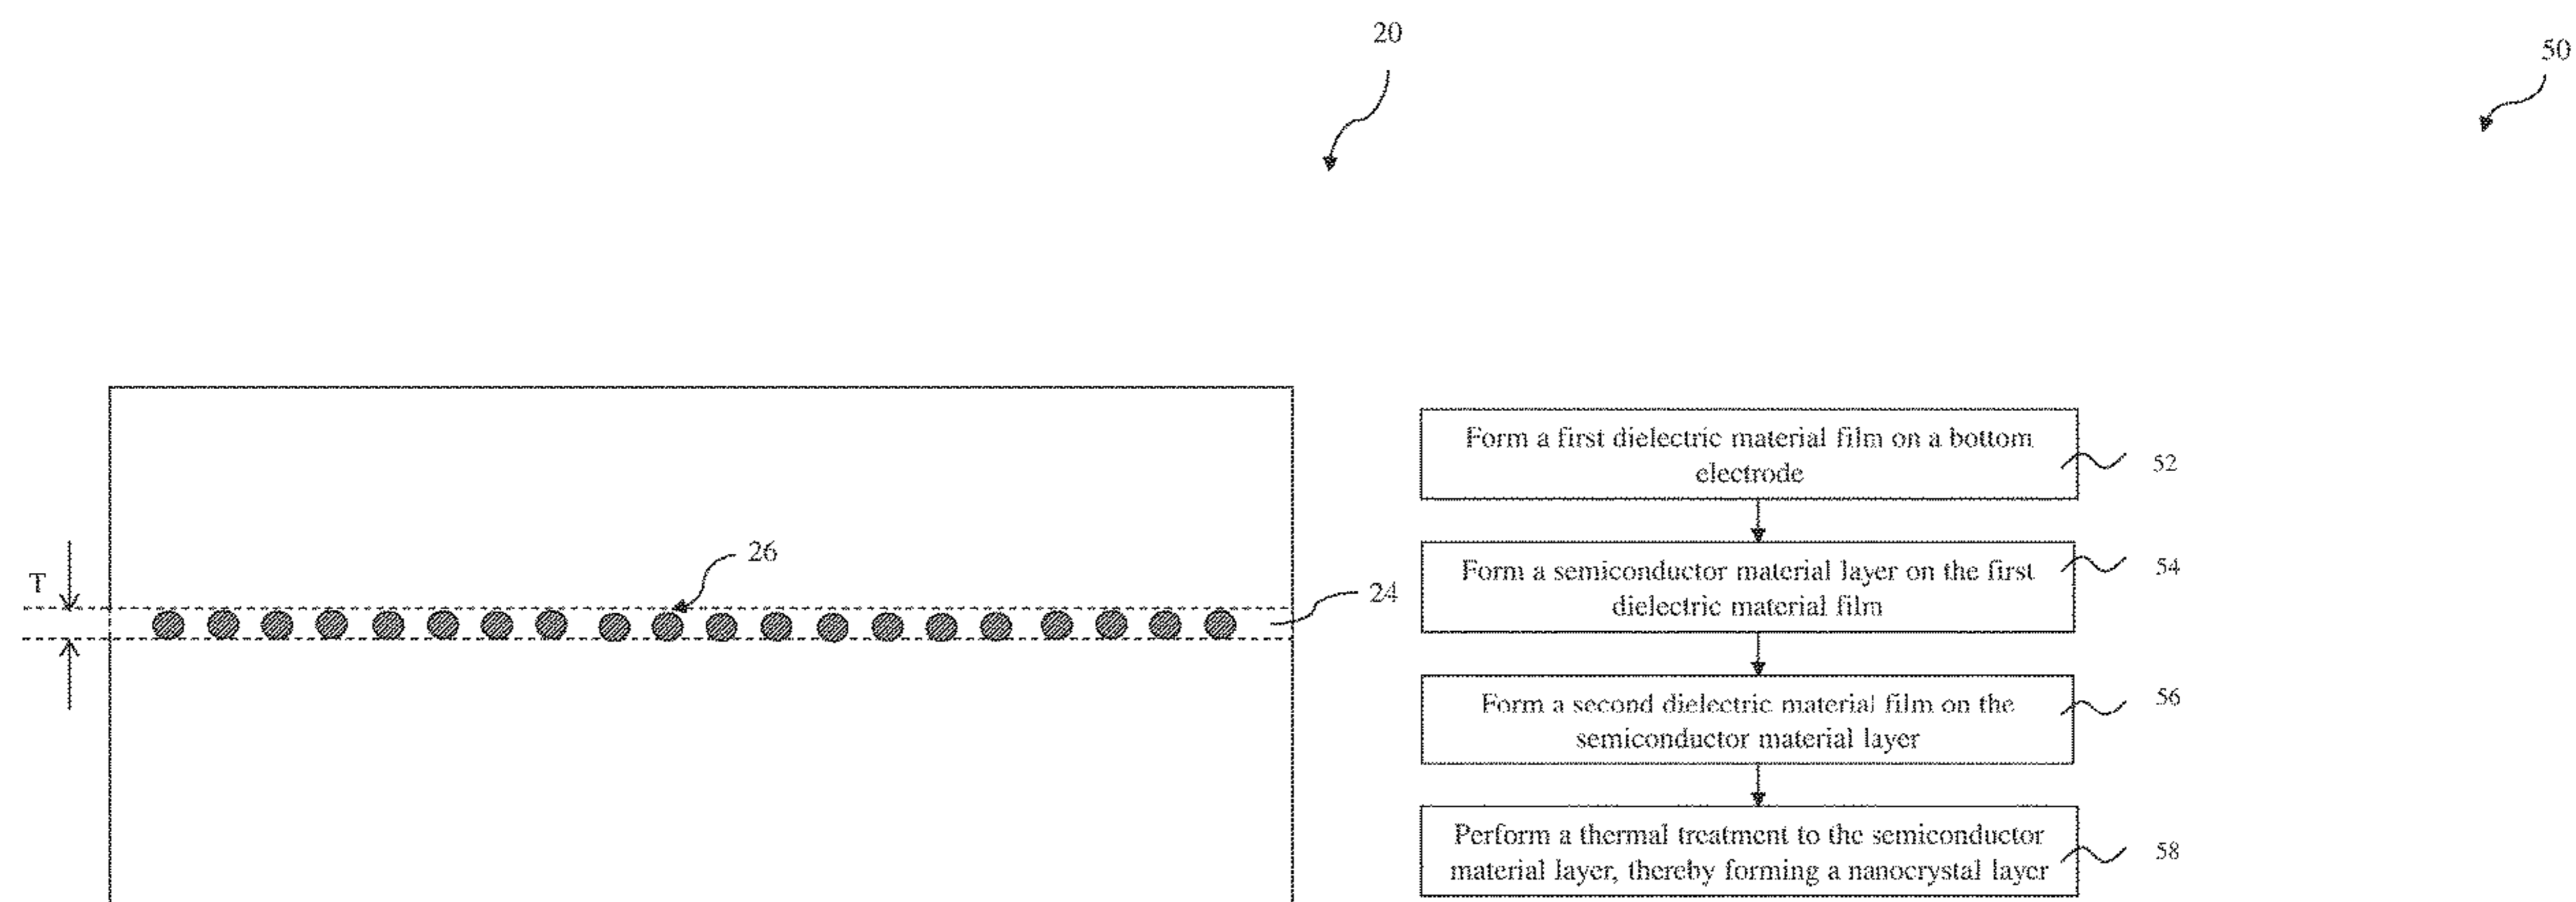 20
50
T
26
24
Form a first dielectric material film on a bottom
electrode
52
Form a semiconductor material layer on the first
dielectric material film
54
Form a second dielectric material film on the
semiconductor material layer
56
Perform a thermal treatment to the semiconductor
material layer, thereby forming a nanocrystal layer
58